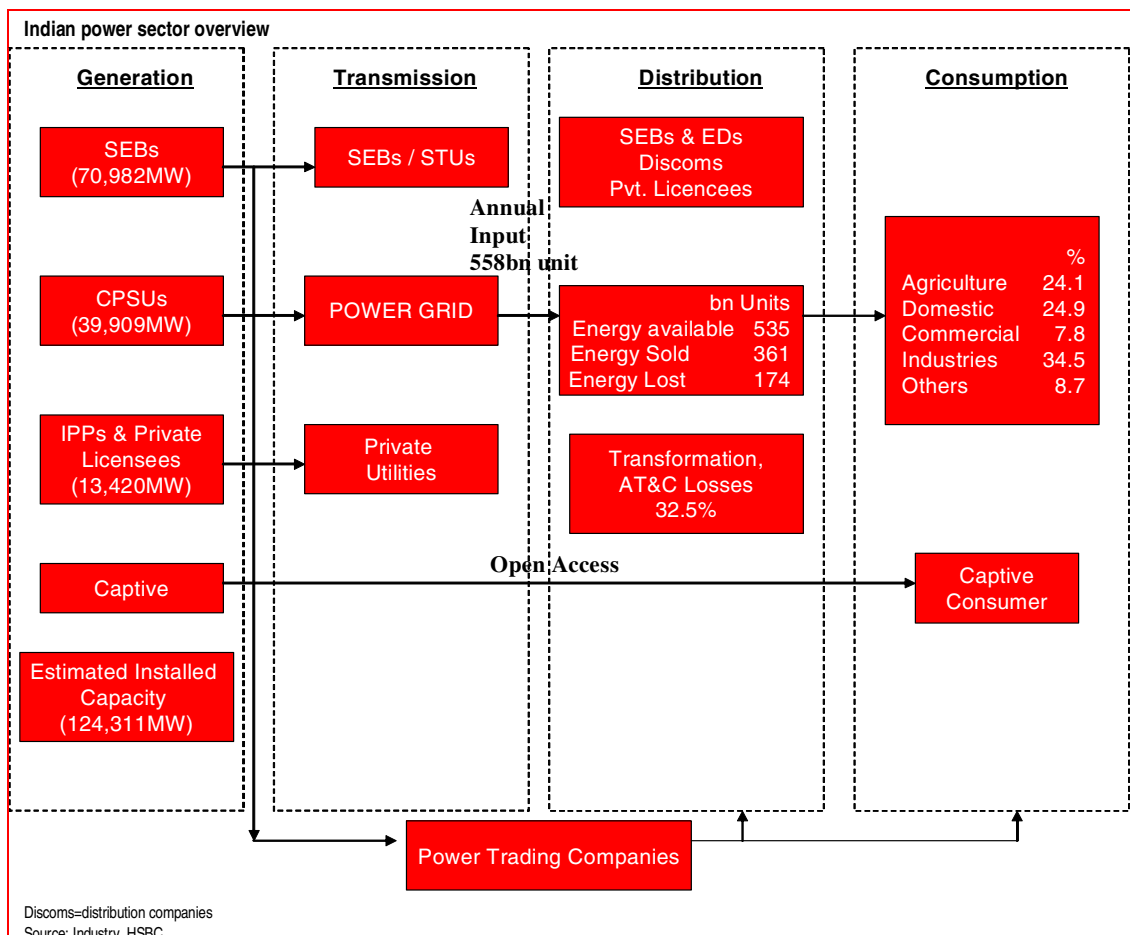 Indian power sector overview
Generation
SEBs
(70,982MW)
CPSUs
(39,909MW)
IPPs & Private
Licensees
(13,420MW)
Captive
Estimated Installed
Capacity
(124,311MW)
Transmission
SEBs / STUs
POWER GRID
Private
Utilities
Annual
Input
558bn unit
Open Access
Distribution
SEBs & EDs
Discoms
Pvt. Licencees
bn Units
Energy available 535
Energy Sold 361
Energy Lost 174
Transformation,
AT&C Losses
32.5%
Consumption
%
Agriculture 24.1
Domestic 24.9
Commercial 7.8
Industries 34.5
Others 8.7
Captive
Consumer
Power Trading Companies
Discoms=distribution companies
Source: Industry, HSBC